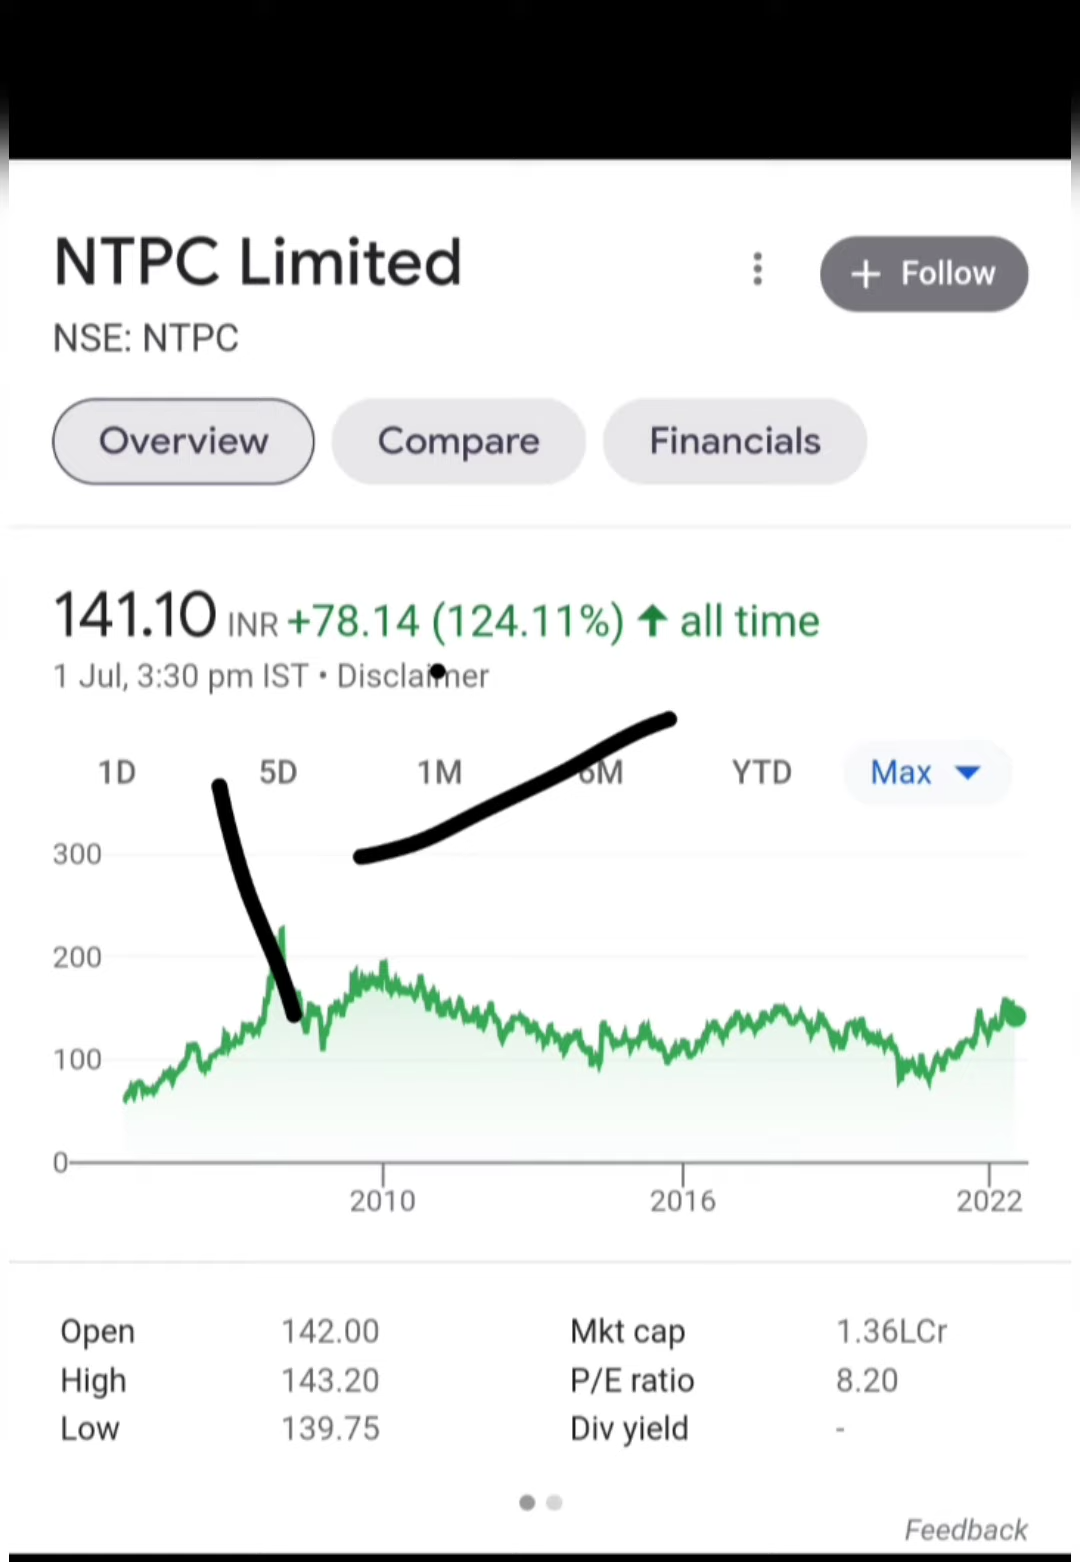 NTPC Limited
+ Follow
NSE: NTPC
Overview Compare Financials
141.10 INR +78.14 (124.11%) ↑ all time
1 Jul, 3:30 pm IST • Disclaimer
1D 5D 1M 6M YTD Max
300
200
100
0
2010 2016 2022
Open 142.00 Mkt cap 1.36LCr
High 143.20 P/E ratio 8.20
Low 139.75 Div yield -
Feedback